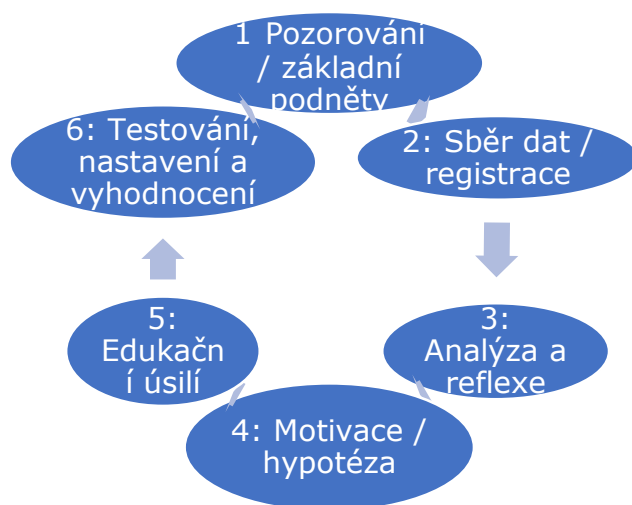 1 Pozorování
/ základní
podněty
2: Sběr dat /
registrace
3:
Analýza a
reflexe
4: Motivace /
hypotéza
5:
Edukačn
í úsilí
6: Testování,
nastavení a
vyhodnocení